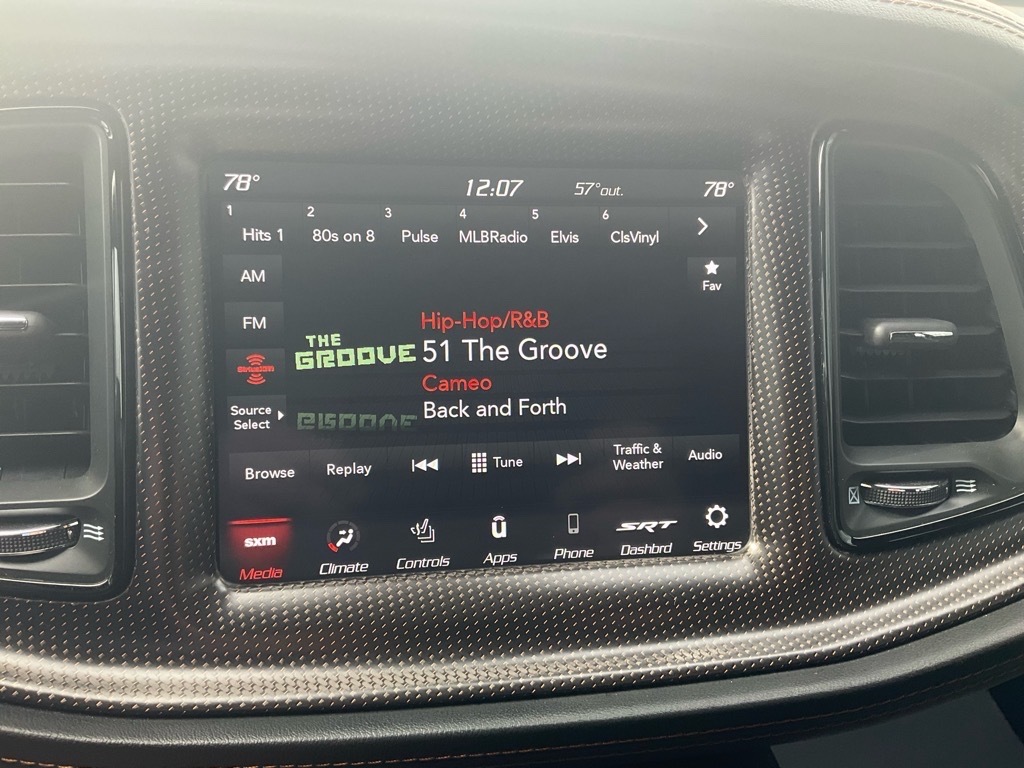 78° 12:07 57°out. 78°
1 2 3 4 5 6
Hits 1 80s on 8 Pulse MLBRadio Elvis ClsVinyl
AM
Fav
FM
Hip-Hop/R&B
THE
GROOVE
51 The Groove
SiriusXM
Cameo
Back and Forth
Source
Select
Browse Replay Tune Traffic &
Weather Audio
sxm SRT
Media Climate Controls Apps Phone Dashbrd Settings